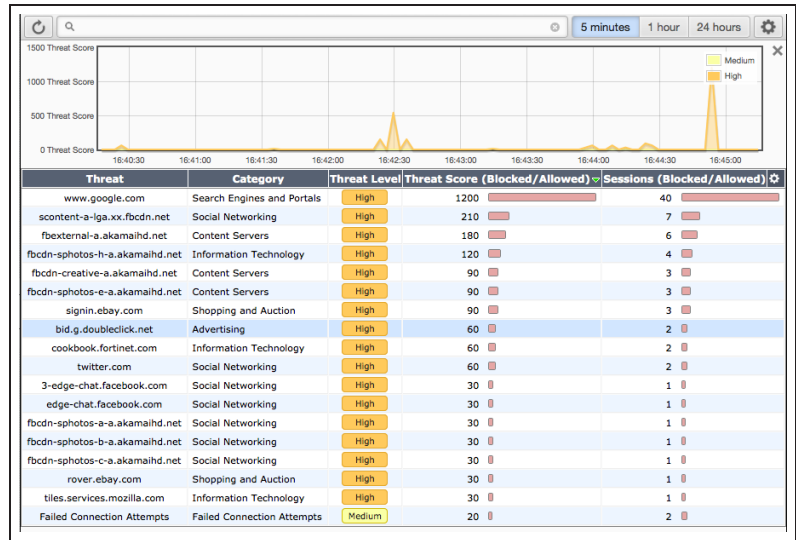 5 minutes 1 hour 24 hours
1500 Threat Score
1000 Threat Score
500 Threat Score
0 Threat Score
Medium
High
16:40:30 16:41:00 16:41:30 16:42:00 16:42:30 16:43:00 16:43:30 16:44:00 16:44:30 16:45:00
Threat Category Threat Level Threat Score (Blocked/Allowed) Sessions (Blocked/Allowed)
www.google.com Search Engines and Portals High 1200 40
scontent-a-lga.xx.fbcdn.net Social Networking High 210 7
fbexternal-a.akamaihd.net Content Servers High 180 6
fbcdn-sphotos-h-a.akamaihd.net Information Technology High 120 4
fbcdn-creative-a.akamaihd.net Content Servers High 90 3
fbcdn-sphotos-e-a.akamaihd.net Content Servers High 90 3
signin.ebay.com Shopping and Auction High 90 3
bid.g.doubleclick.net Advertising High 60 2
cookbook.fortinet.com Information Technology High 60 2
twitter.com Social Networking High 60 2
3-edge-chat.facebook.com Social Networking High 30 1
edge-chat.facebook.com Social Networking High 30 1
fbcdn-sphotos-a-a.akamaihd.net Social Networking High 30 1
fbcdn-sphotos-b-a.akamaihd.net Social Networking High 30 1
fbcdn-sphotos-c-a.akamaihd.net Social Networking High 30 1
rover.ebay.com Shopping and Auction High 30 1
tiles.services.mozilla.com Information Technology High 30 1
Failed Connection Attempts Failed Connection Attempts Medium 20 2